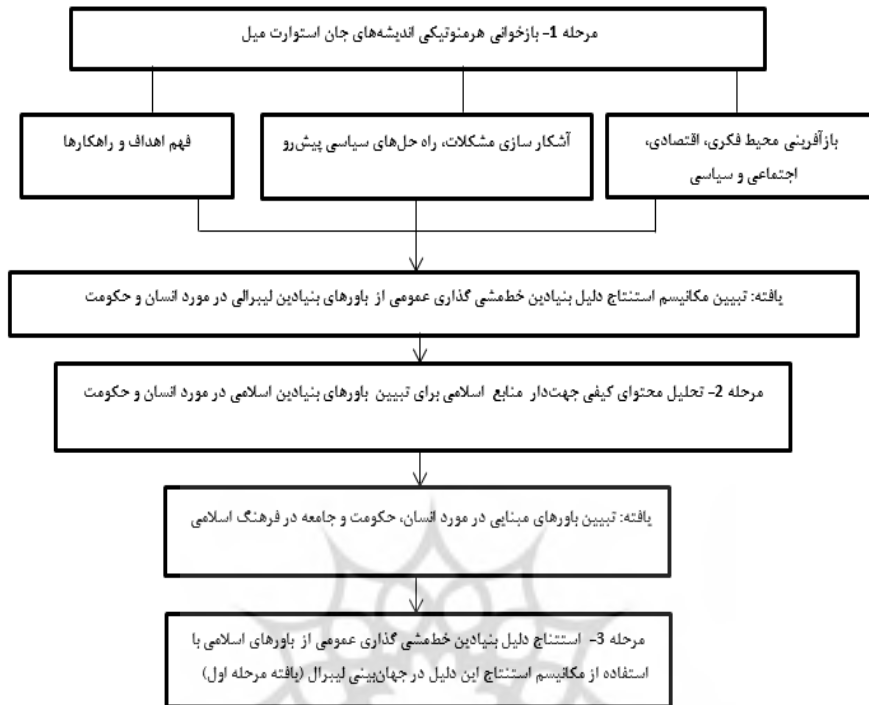 مرحله 1- بازخوانی هرمنوتیکی اندیشه‌های جان استوارت میل
بازآفرینی محیط فکری، اقتصادی،
اجتماعی و سیاسی
آشکار سازی مشکلات، راه حل‌های سیاسی پیش‌رو
فهم اهداف و راهکارها
یافته: تبیین مکانیسم استنتاج دلیل بنیادین خط‌مشی گذاری عمومی از باورهای بنیادین لیبرالی در مورد انسان و حکومت
مرحله 2- تحلیل محتوای کیفی جهت‌دار منابع اسلامی برای تبیین باورهای بنیادین اسلامی در مورد انسان و حکومت
یافته: تبیین باورهای مبنایی در مورد انسان، حکومت و جامعه در فرهنگ اسلامی
مرحله 3- استنتاج دلیل بنیادین خط‌مشی گذاری عمومی از باورهای اسلامی با
استفاده از مکانیسم استنتاج این دلیل در جهان‌بینی لیبرال (یافته مرحله اول)